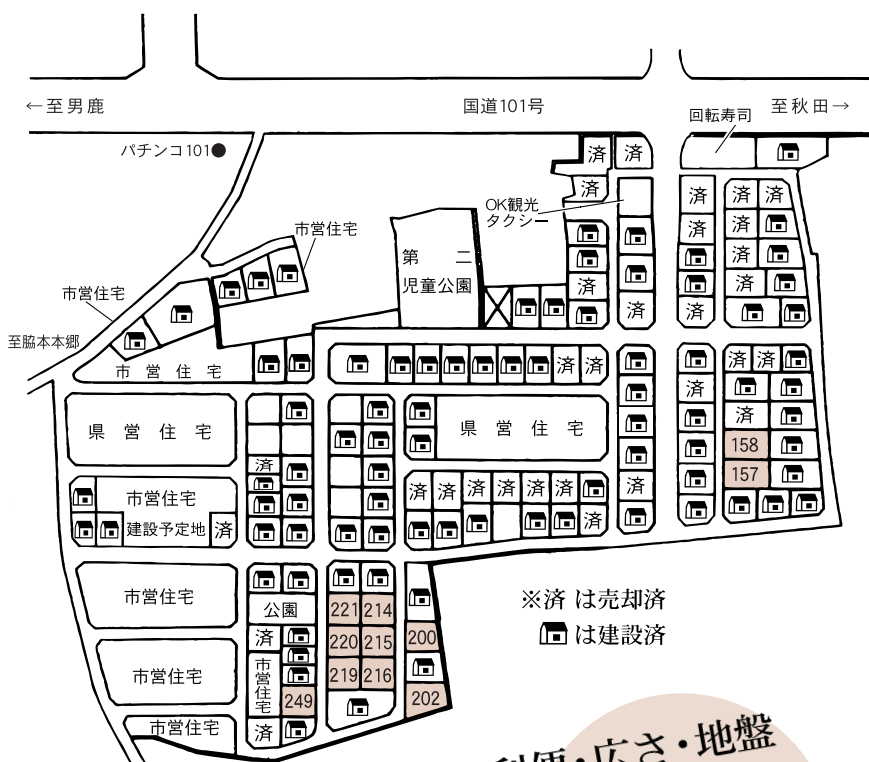 ←至男鹿
国道101号
至秋田→
回転寿司
パチンコ101●
済 済
済
OK観光
タクシー
済
済 済
市営住宅
済
済
第 二
児童公園
済
済
済
済
済
市営住宅
至脇本本郷
市 営 住 宅
済 済
済 済
済
済
県 営 住 宅
県 営 住 宅
158
157
済
市営住宅
建設予定地
済
済 済 済 済 済 済
済
済
市営住宅
公園
221 214
220 215
219 216
200
202
※済 は売却済
は建設済
済
市営住宅
市営住宅
249
市営住宅
済
利便・広さ・地盤